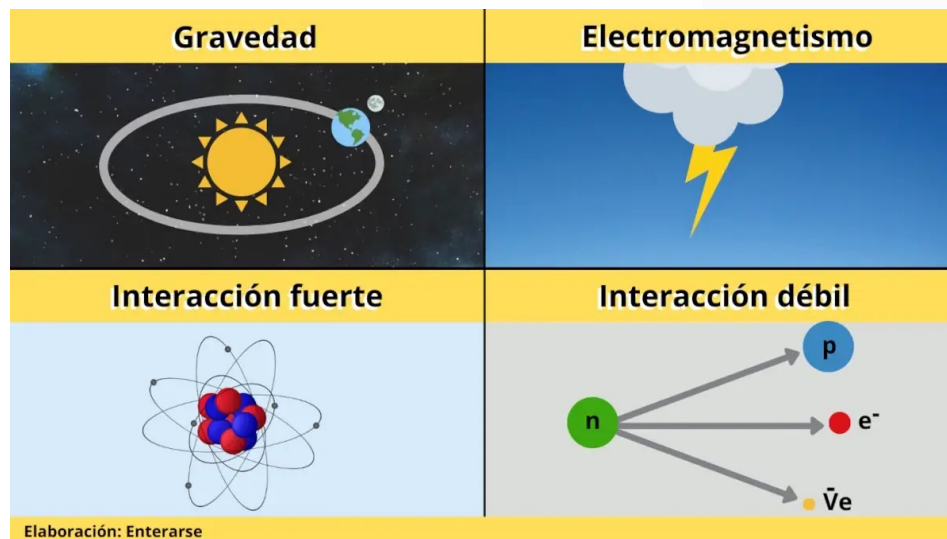 Gravedad
Electromagnetismo
Interacción fuerte
Interacción débil
p
n
e⁻
V̄e
Elaboración: Enterarse